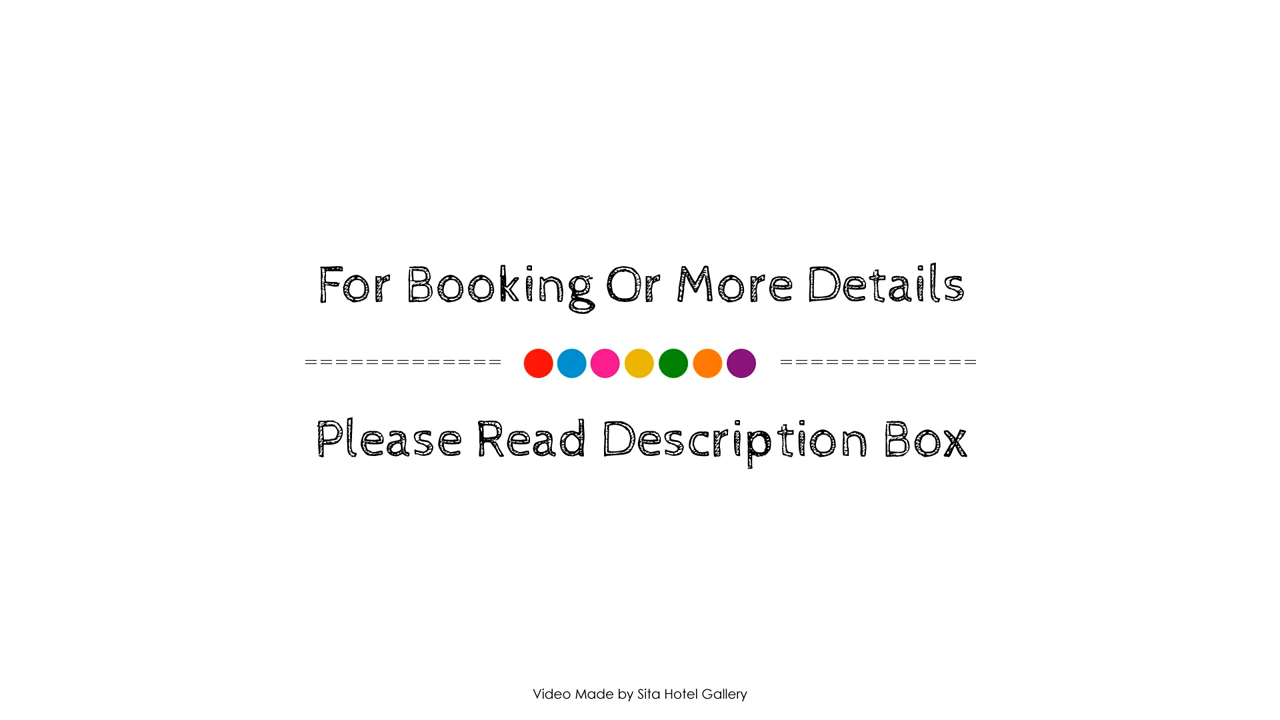 For Booking Or More Details
============= =============
Please Read Description Box
Video Made by Sita Hotel Gallery